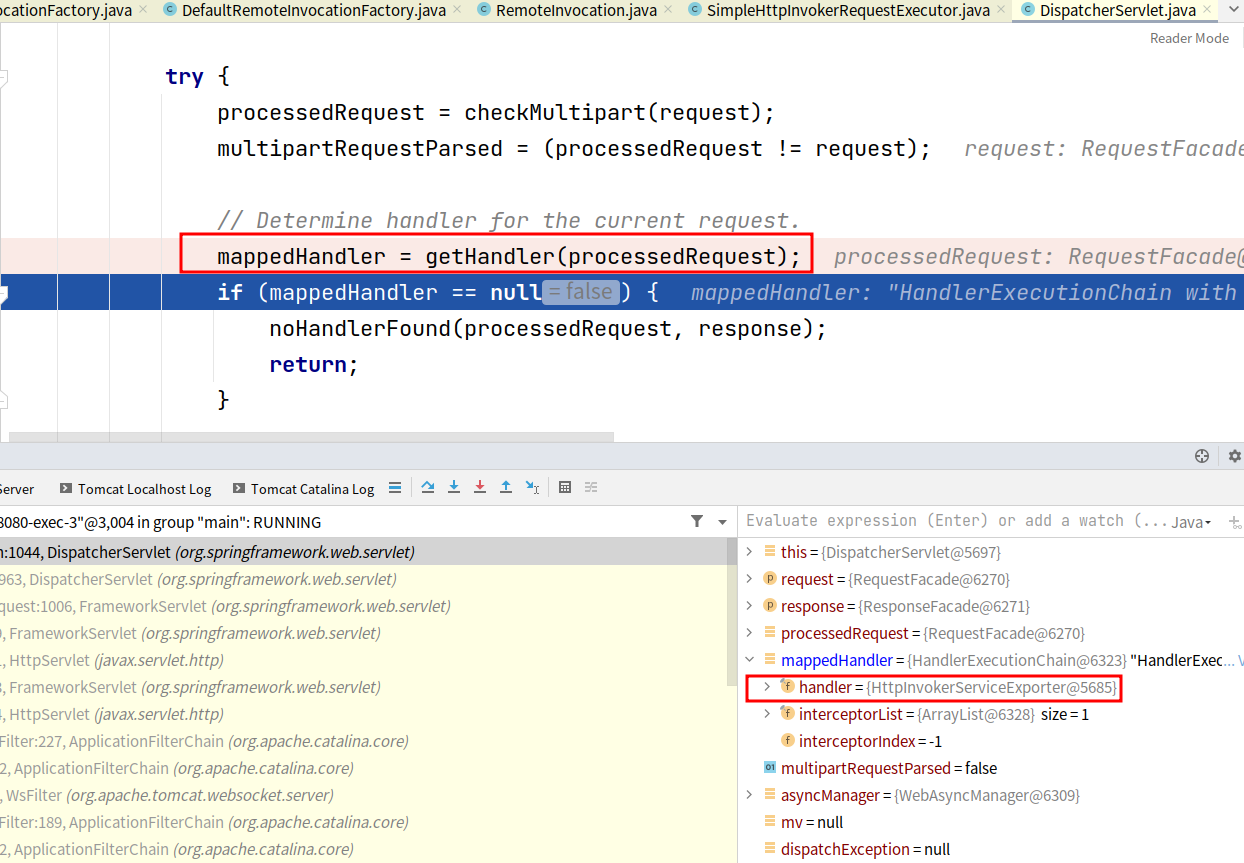 ocationFactory.java DefaultRemoteInvocationFactory.java RemoteInvocation.java SimpleHttpInvokerRequestExecutor.java DispatcherServlet.java
Reader Mode
try {
processedRequest = checkMultipart(request);
multipartRequestParsed = (processedRequest != request); request: RequestFacade
// Determine handler for the current request.
mappedHandler = getHandler(processedRequest); processedRequest: RequestFacade@
if (mappedHandler == null = false ) { mappedHandler: "HandlerExecutionChain with
noHandlerFound(processedRequest, response);
return;
}
Server Tomcat Localhost Log Tomcat Catalina Log
8080-exec-3"@3,004 in group "main": RUNNING
h:1044, DispatcherServlet (org.springframework.web.servlet)
963, DispatcherServlet (org.springframework.web.servlet)
quest:1006, FrameworkServlet (org.springframework.web.servlet)
, FrameworkServlet (org.springframework.web.servlet)
, HttpServlet (javax.servlet.http)
, FrameworkServlet (org.springframework.web.servlet)
, HttpServlet (javax.servlet.http)
Filter:227, ApplicationFilterChain (org.apache.catalina.core)
2, ApplicationFilterChain (org.apache.catalina.core)
, WsFilter (org.apache.tomcat.websocket.server)
Filter:189, ApplicationFilterChain (org.apache.catalina.core)
2, ApplicationFilterChain (org.apache.catalina.core)
Evaluate expression (Enter) or add a watch (... Java
this = {DispatcherServlet@5697}
request = {RequestFacade@6270}
response = {ResponseFacade@6271}
processedRequest = {RequestFacade@6270}
mappedHandler = {HandlerExecutionChain@6323} "HandlerExec... V
handler = {HttpInvokerServiceExporter@5685}
interceptorList = {ArrayList@6328} size = 1
interceptorIndex = -1
multipartRequestParsed = false
asyncManager = {WebAsyncManager@6309}
mv = null
dispatchException = null